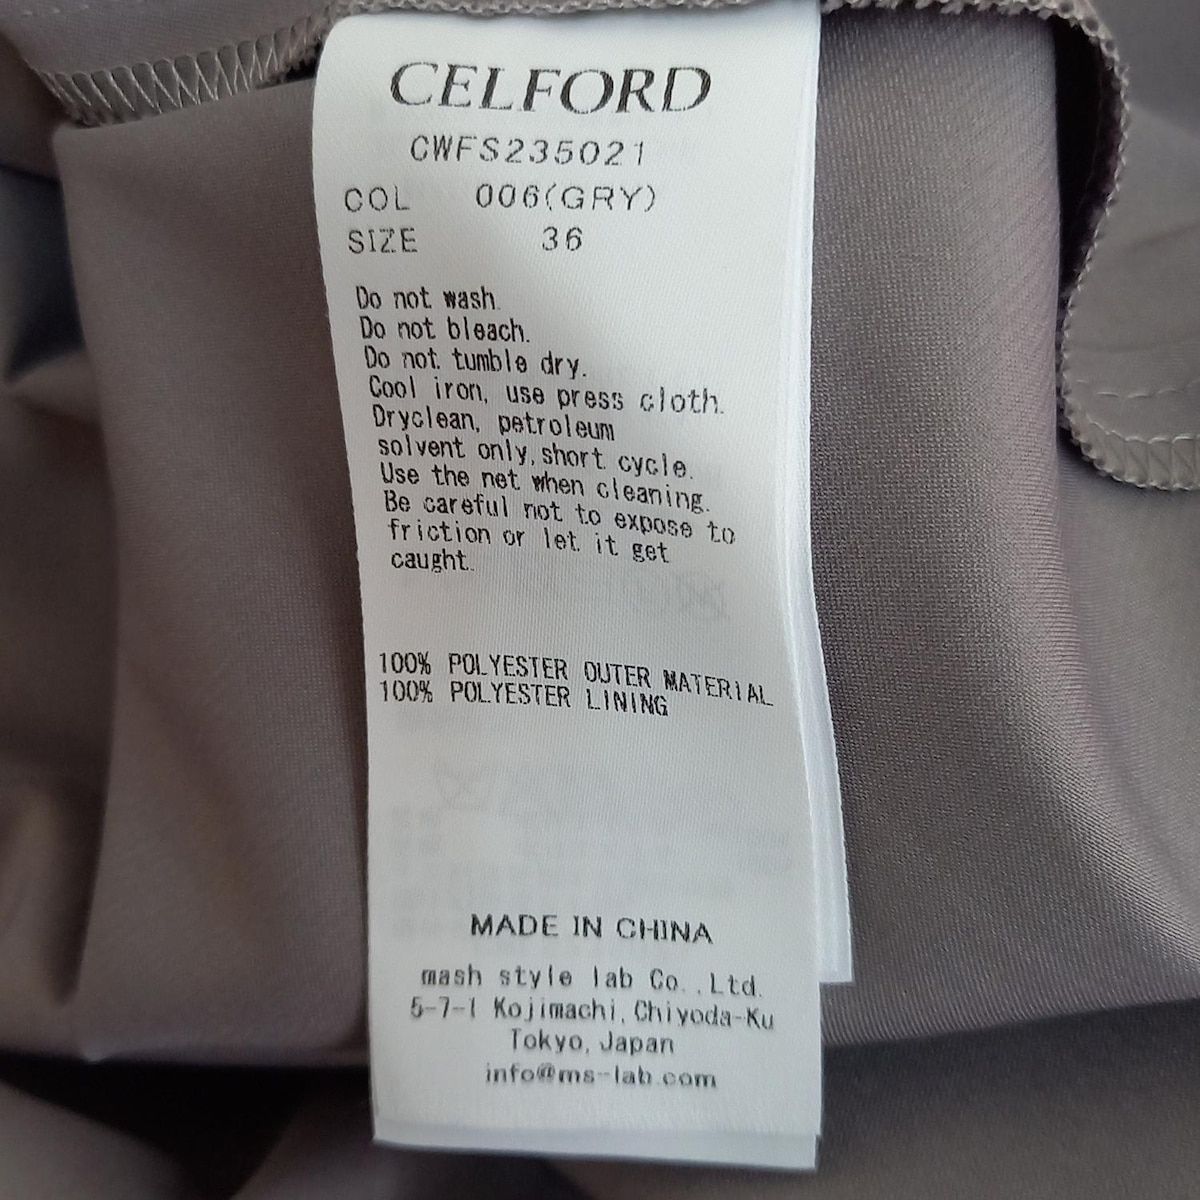 CELFORD
CWFS235021
COL 006(GRY)
SIZE 36
Do not wash.
Do not bleach.
Do not tumble dry.
Cool iron, use press cloth.
Dryclean, petroleum
solvent only, short cycle.
Use the net when cleaning.
Be careful not to expose to
friction or let it get
caught.
100% POLYESTER OUTER MATERIAL
100% POLYESTER LINING
MADE IN CHINA
mash style lab Co.,Ltd.
5-7-1 Kojimachi, Chiyoda-Ku
Tokyo, Japan
info@ms-lab.com